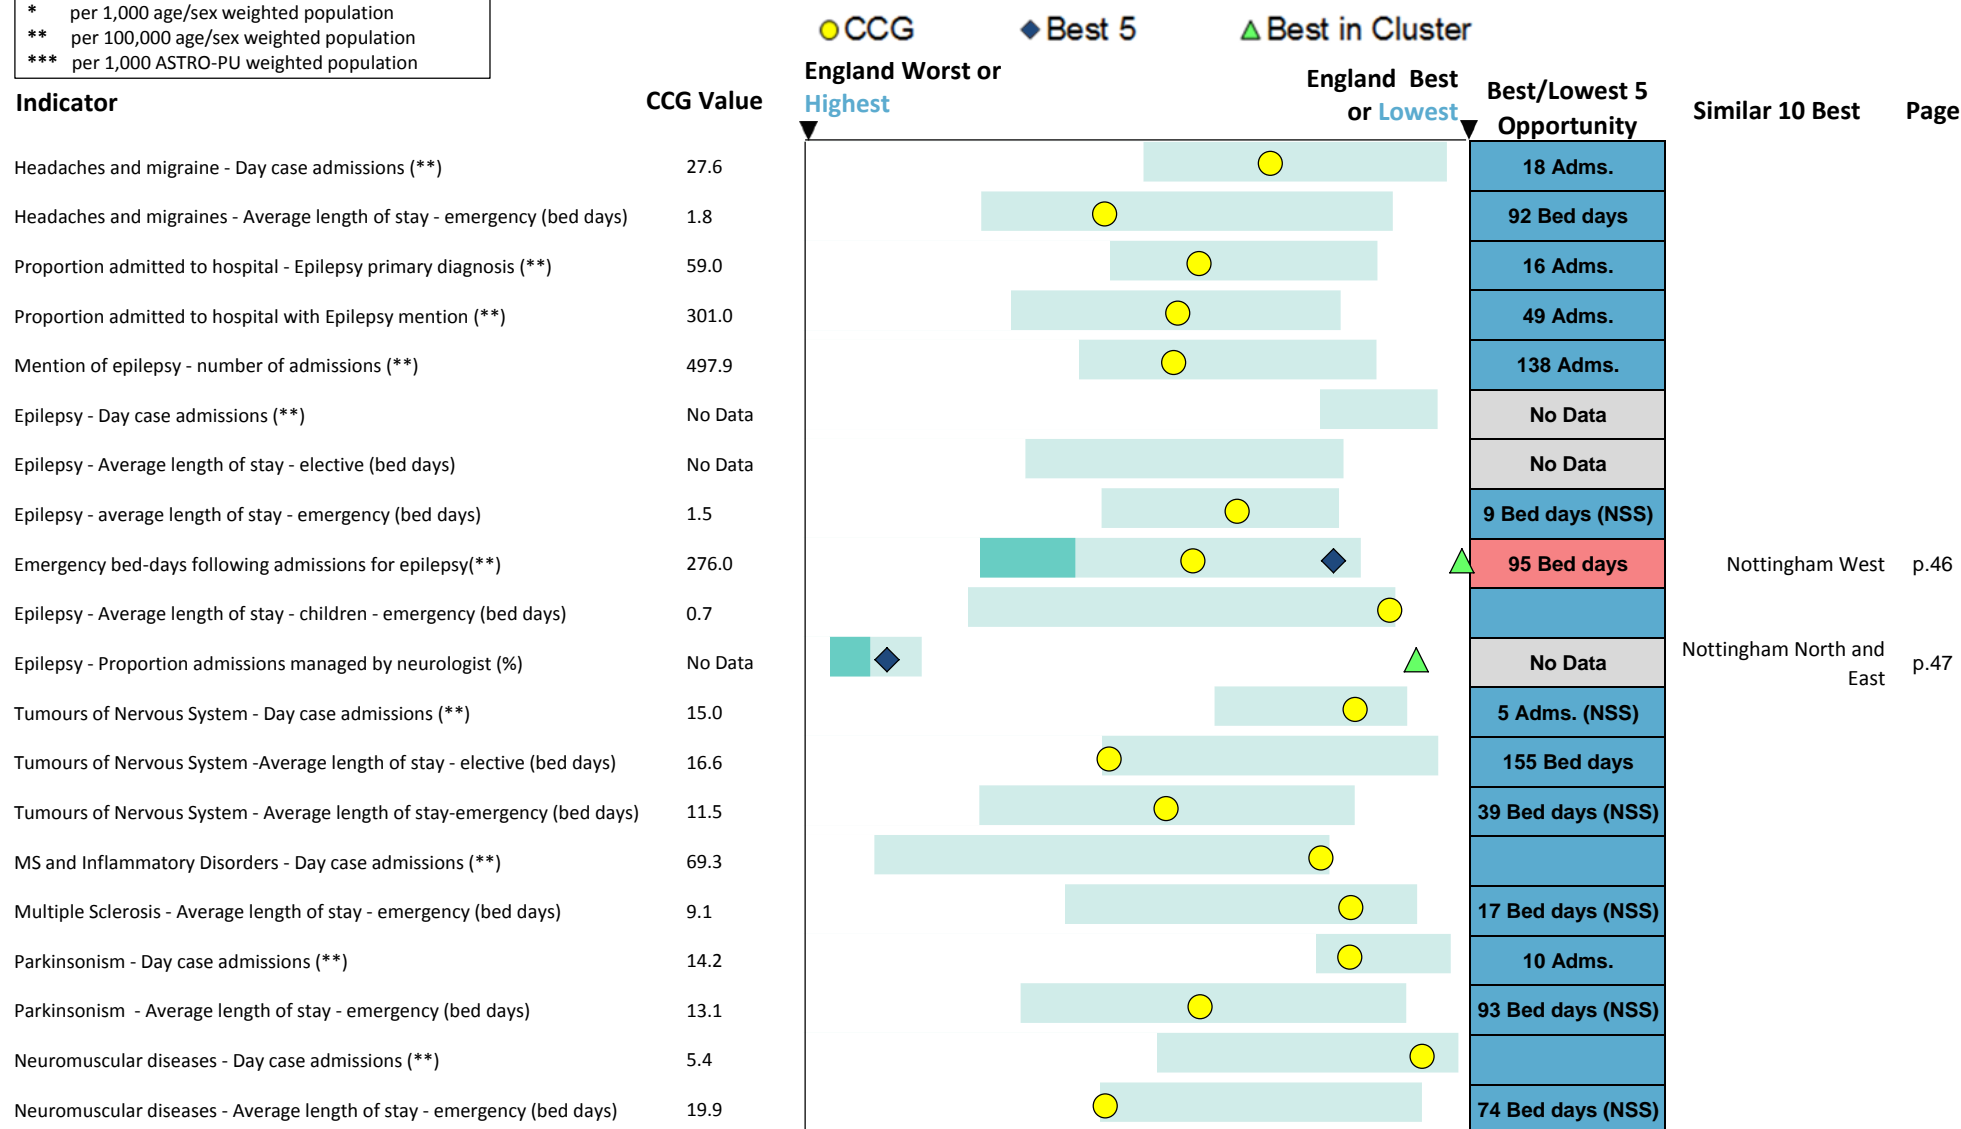 * per 1,000 age/sex weighted population
** per 100,000 age/sex weighted population
*** per 1,000 ASTRO-PU weighted population
CCG
Best 5
Best in Cluster
Indicator
CCG Value
England Worst or
Highest
England Best
or Lowest
Best/Lowest 5
Opportunity
Similar 10 Best
Page
Headaches and migraine - Day case admissions (**) 27.6 18 Adms.
Headaches and migraines - Average length of stay - emergency (bed days) 1.8 92 Bed days
Proportion admitted to hospital - Epilepsy primary diagnosis (**) 59.0 16 Adms.
Proportion admitted to hospital with Epilepsy mention (**) 301.0 49 Adms.
Mention of epilepsy - number of admissions (**) 497.9 138 Adms.
Epilepsy - Day case admissions (**) No Data No Data
Epilepsy - Average length of stay - elective (bed days) No Data No Data
Epilepsy - average length of stay - emergency (bed days) 1.5 9 Bed days (NSS)
Emergency bed-days following admissions for epilepsy(**) 276.0 95 Bed days Nottingham West p.46
Epilepsy - Average length of stay - children - emergency (bed days) 0.7
Epilepsy - Proportion admissions managed by neurologist (%) No Data No Data Nottingham North and East p.47
Tumours of Nervous System - Day case admissions (**) 15.0 5 Adms. (NSS)
Tumours of Nervous System -Average length of stay - elective (bed days) 16.6 155 Bed days
Tumours of Nervous System - Average length of stay-emergency (bed days) 11.5 39 Bed days (NSS)
MS and Inflammatory Disorders - Day case admissions (**) 69.3
Multiple Sclerosis - Average length of stay - emergency (bed days) 9.1 17 Bed days (NSS)
Parkinsonism - Day case admissions (**) 14.2 10 Adms.
Parkinsonism - Average length of stay - emergency (bed days) 13.1 93 Bed days (NSS)
Neuromuscular diseases - Day case admissions (**) 5.4
Neuromuscular diseases - Average length of stay - emergency (bed days) 19.9 74 Bed days (NSS)